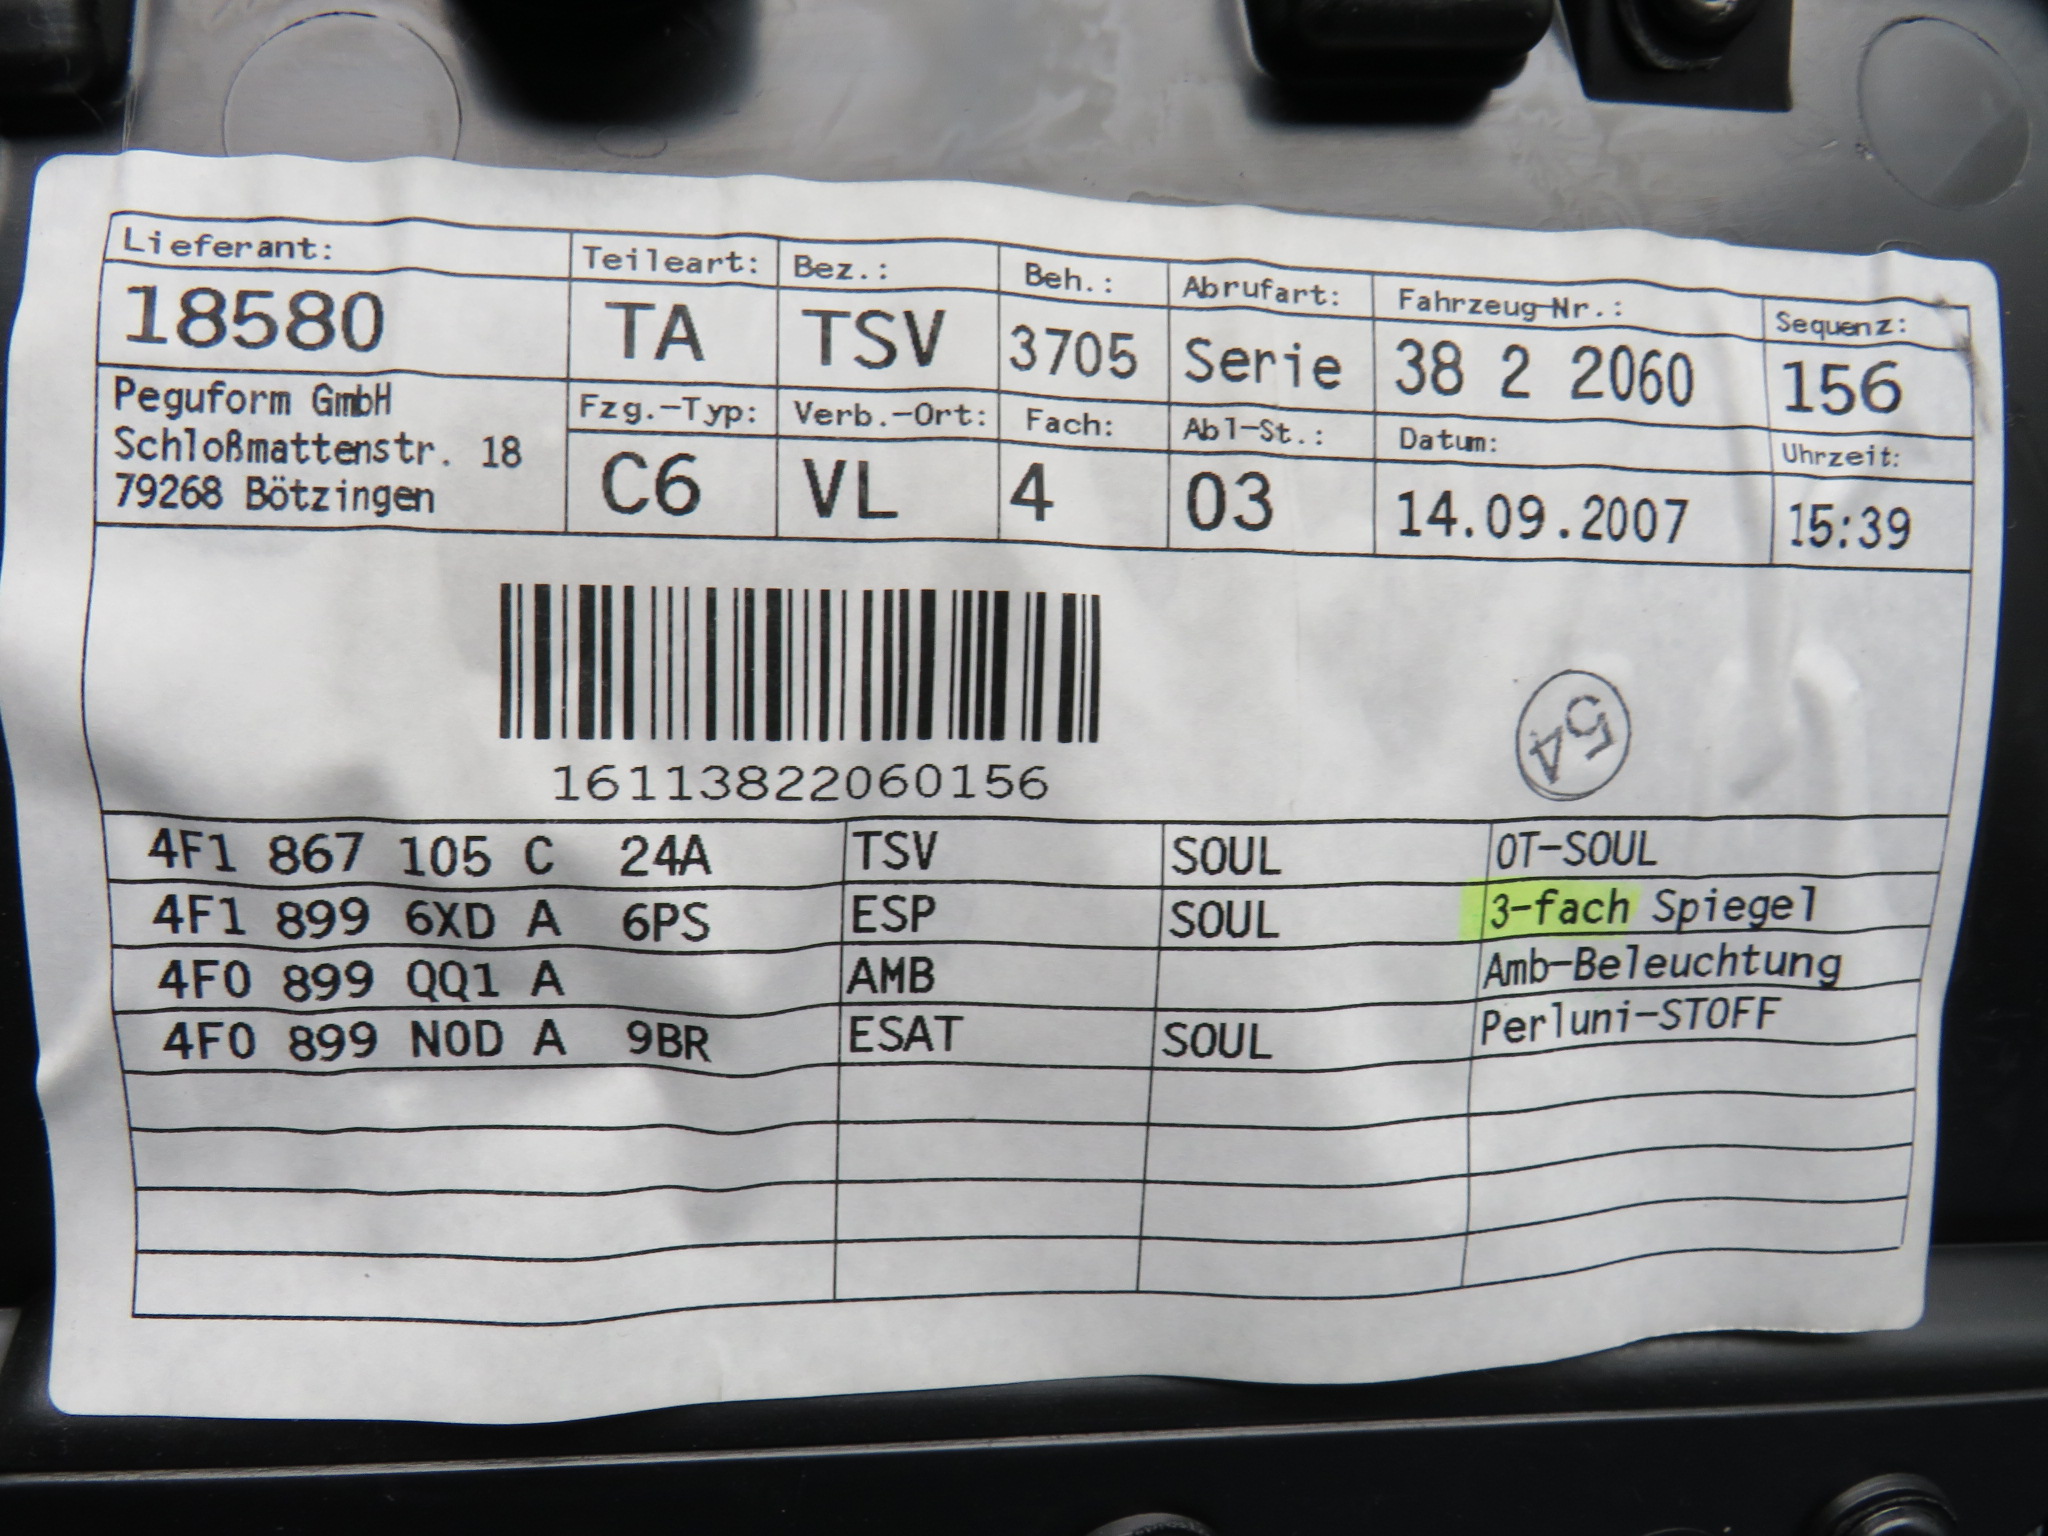 Lieferant: Teileart: Bez.: Beh.: Abrufart: Fahrzeug-Nr.: Sequenz:
18580 TA TSV 3705 Serie 38 2 2060 156
Peguform GmbH
Schloßmattenstr. 18
79268 Bötzingen
Fzg.-Typ: Verb.-Ort: Fach: Abl-St.: Datum: Uhrzeit:
C6 VL 4 03 14.09.2007 15:39
16113822060156
54
4F1 867 105 C 24A TSV SOUL OT-SOUL
4F1 899 6XD A 6PS ESP SOUL 3-fach Spiegel
4F0 899 QQ1 A AMB Amb-Beleuchtung
4F0 899 N0D A 9BR ESAT SOUL Perluni-STOFF